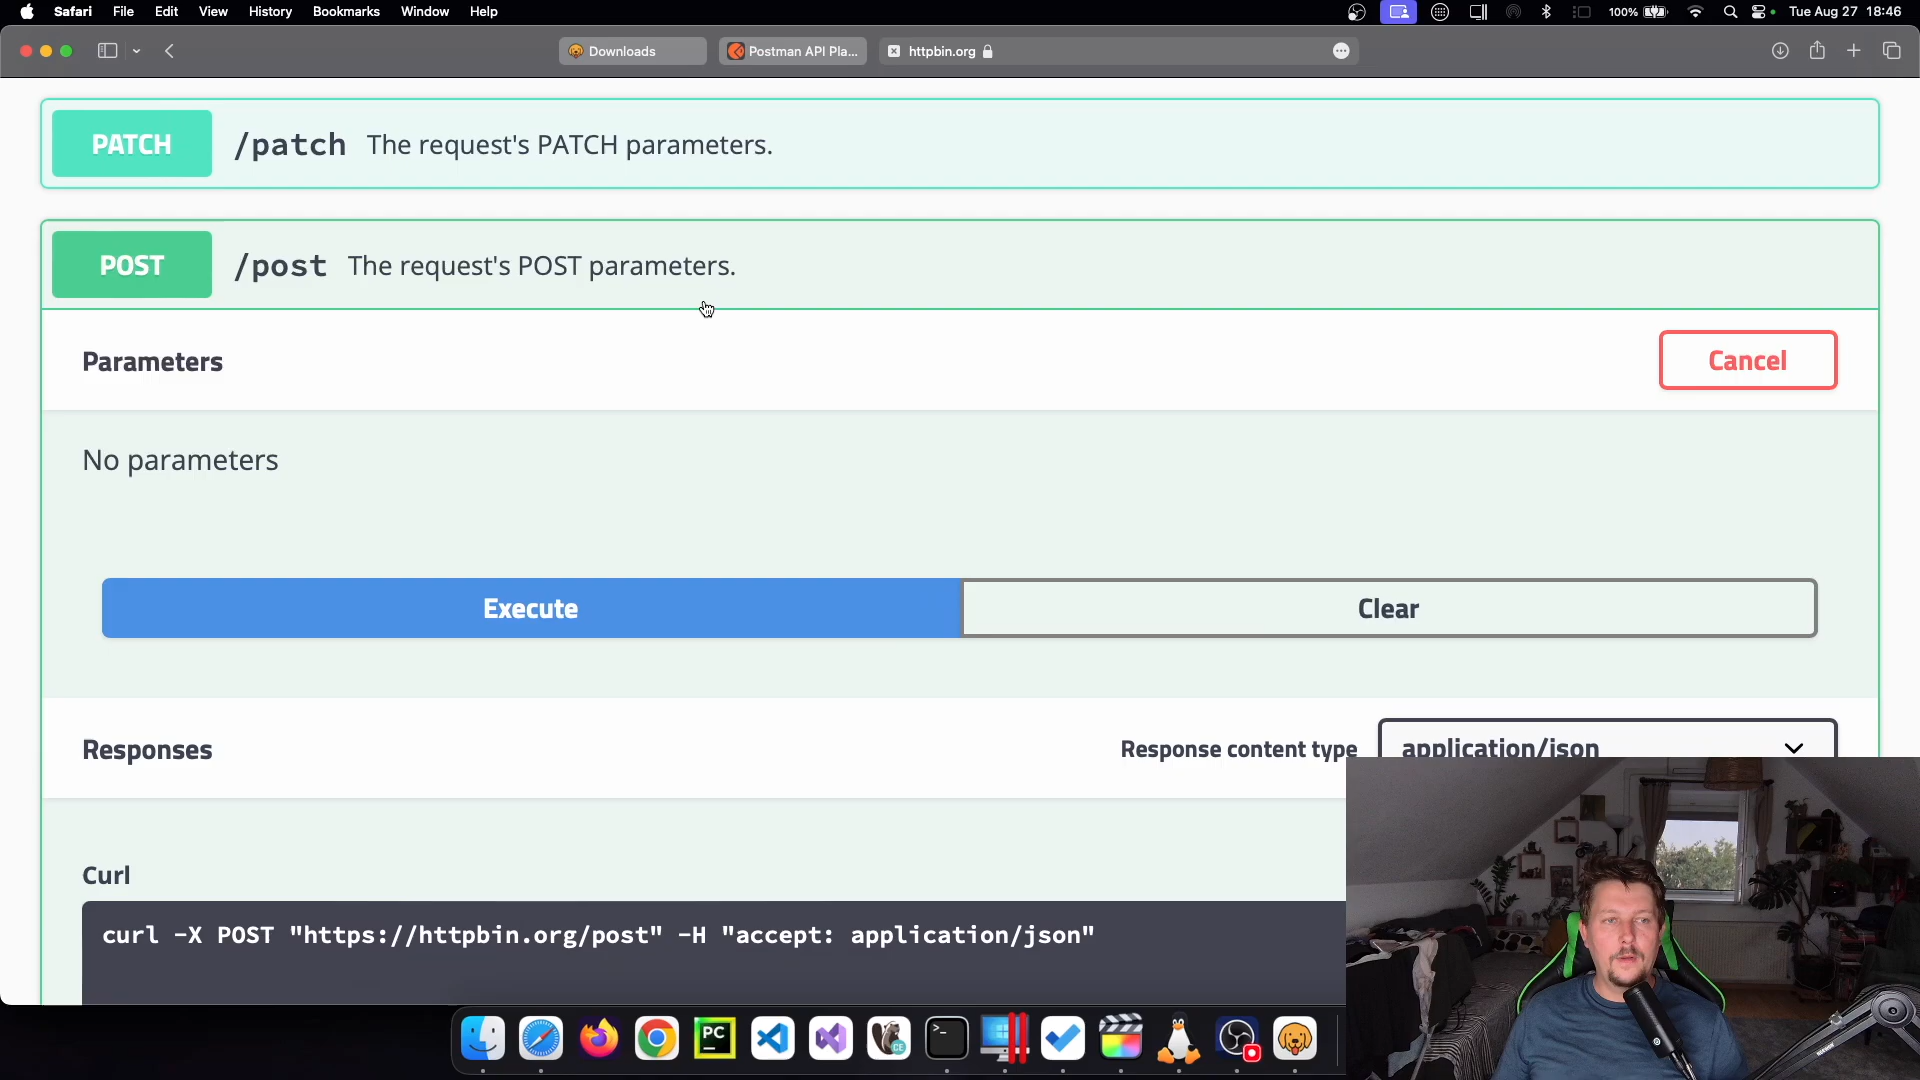 Safari File Edit View History Bookmarks Window Help 100% Tue Aug 27 18:46
Downloads Postman API Pla... httpbin.org
PATCH /patch The request's PATCH parameters.
POST /post The request's POST parameters.
Parameters Cancel
No parameters
Execute Clear
Responses Response content type application/json
Curl
curl -X POST "https://httpbin.org/post" -H "accept: application/json"
PC
CE